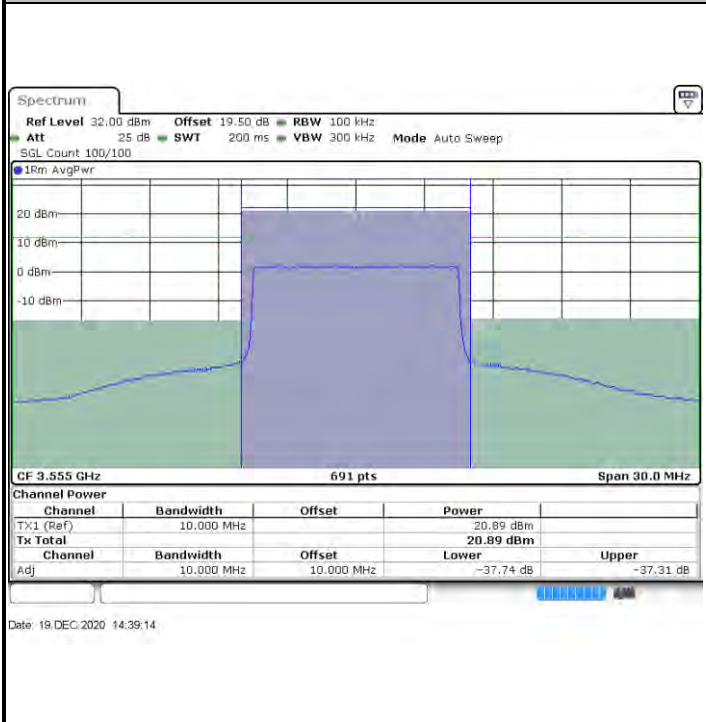 Spectrum
Ref Level 32.00 dBm Offset 19.50 dB RBW 100 kHz
Att 25 dB SWT 200 ms VBW 300 kHz Mode Auto Sweep
SGL Count 100/100
1Rm AvgPwr
20 dBm
10 dBm
0 dBm
-10 dBm
CF 3.555 GHz 691 pts Span 30.0 MHz
Channel Power
Channel Bandwidth Offset Power
TX1 (Ref) 10.000 MHz 20.89 dBm
Tx Total 20.89 dBm
Channel Bandwidth Offset Lower Upper
Adj 10.000 MHz 10.000 MHz -37.74 dB -37.31 dB
Date: 19.DEC.2020 14:39:14